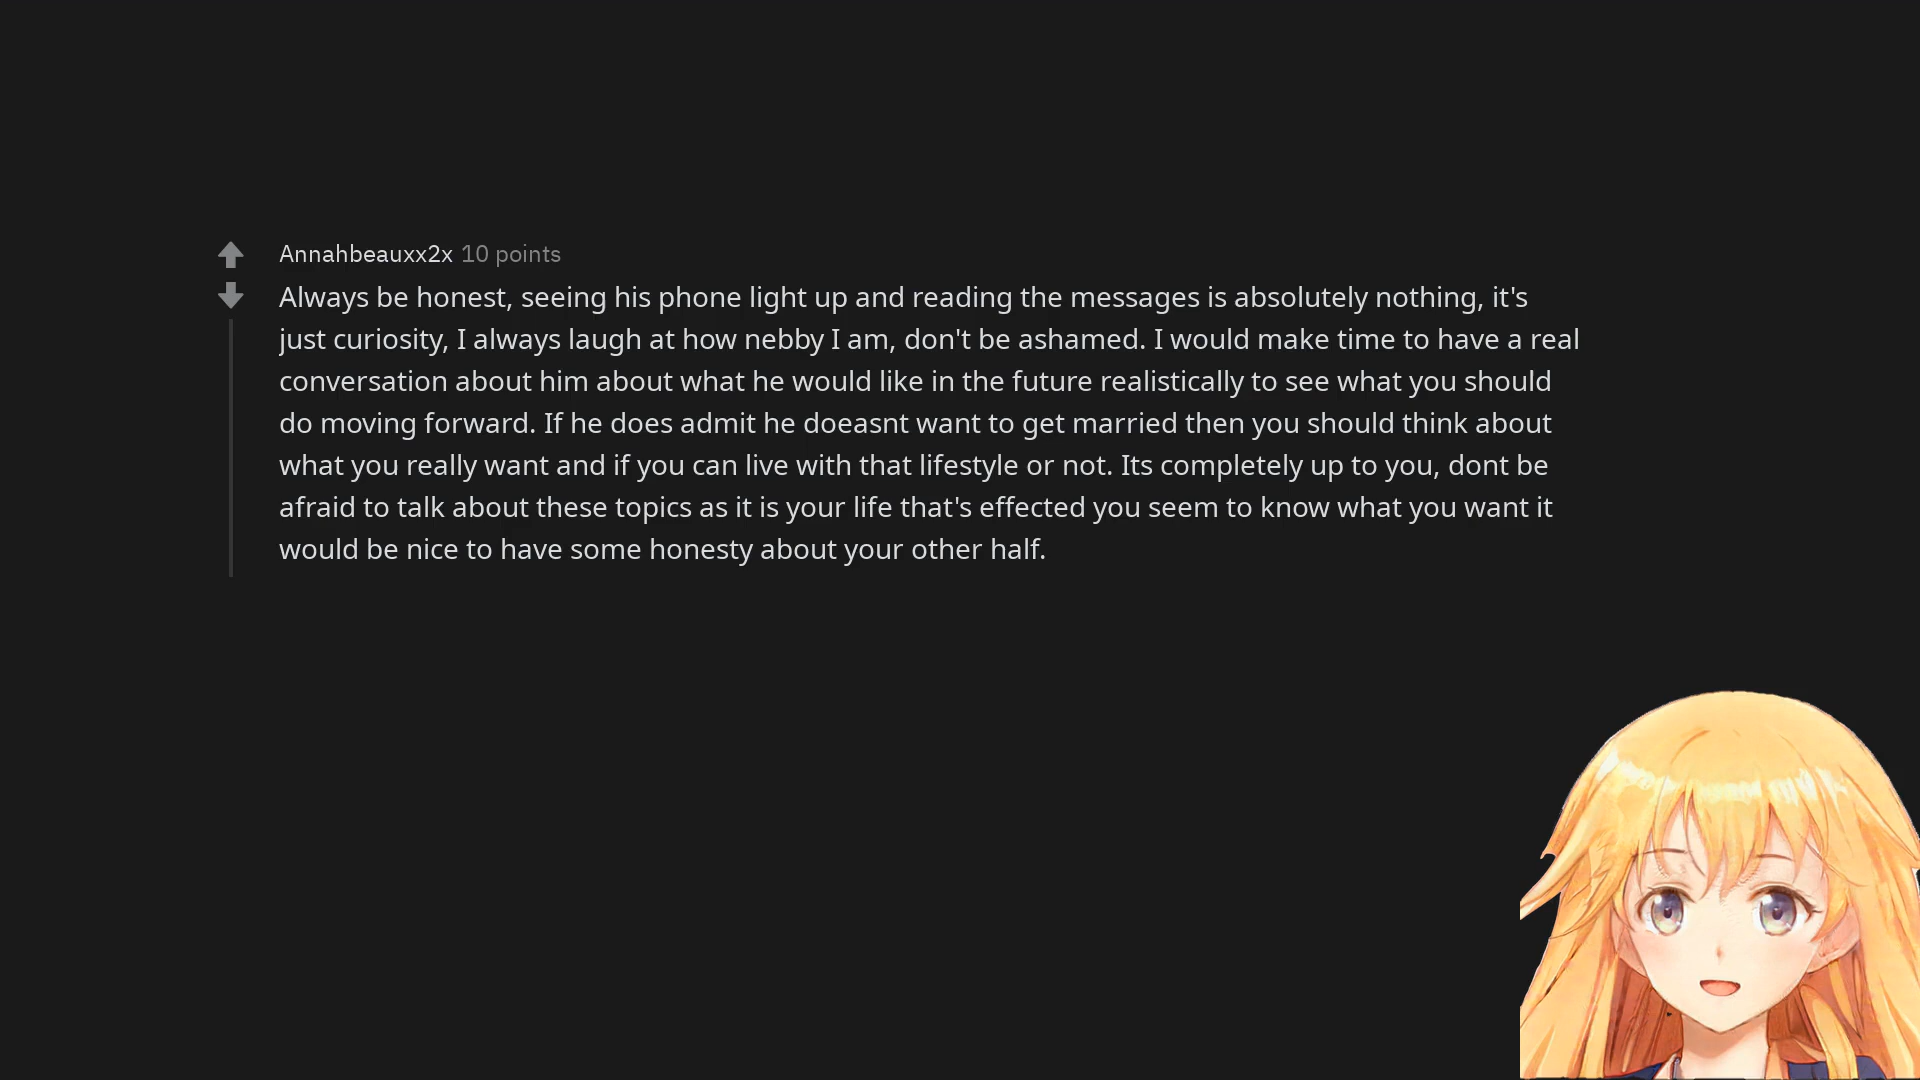 Annahbeauxx2x 10 points
Always be honest, seeing his phone light up and reading the messages is absolutely nothing, it's
just curiosity, I always laugh at how nebby I am, don't be ashamed. I would make time to have a real
conversation about him about what he would like in the future realistically to see what you should
do moving forward. If he does admit he doeasnt want to get married then you should think about
what you really want and if you can live with that lifestyle or not. Its completely up to you, dont be
afraid to talk about these topics as it is your life that's effected you seem to know what you want it
would be nice to have some honesty about your other half.